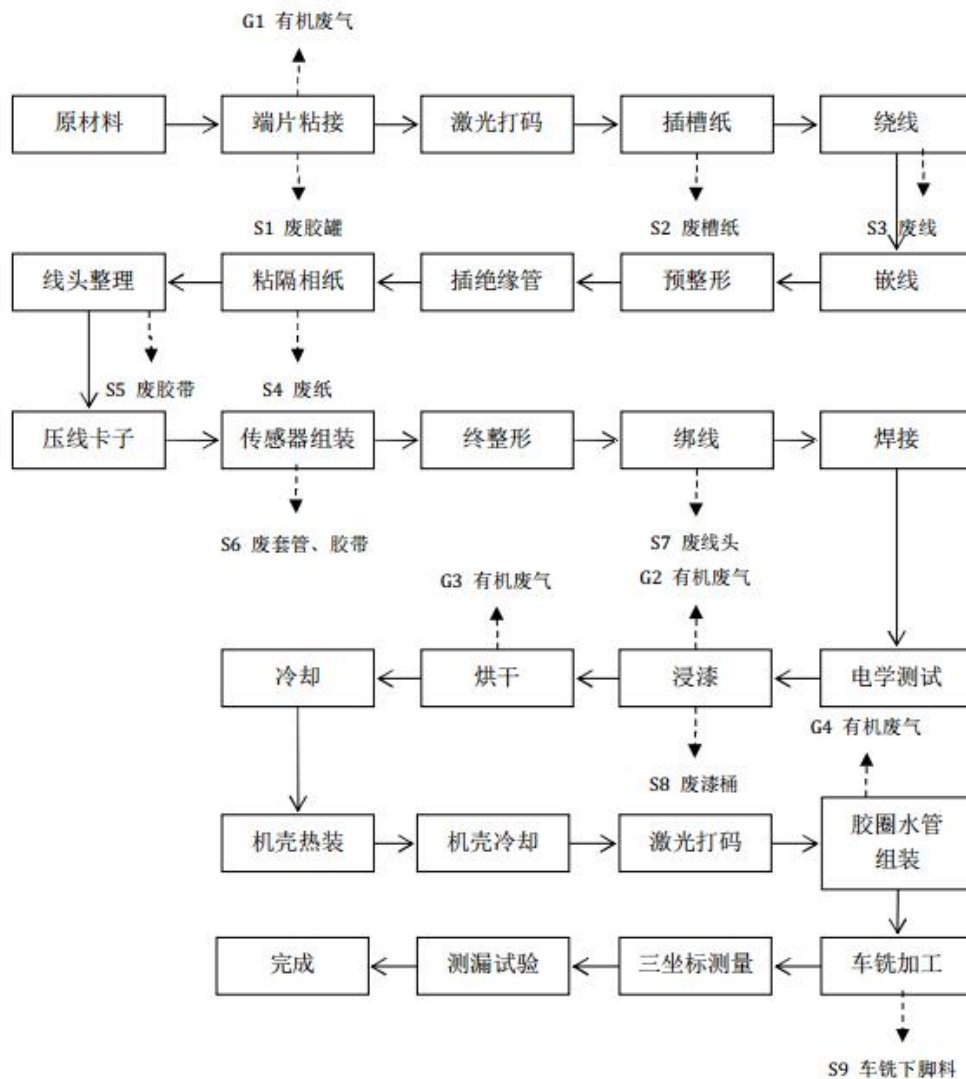 G1 有机废气
原材料
端片粘接
激光打码
插槽纸
绕线
S1 废胶罐
S2 废槽纸
S3 废线
线头整理
粘隔相纸
插绝缘管
预整形
嵌线
S5 废胶带
S4 废纸
压线卡子
传感器组装
终整形
绑线
焊接
S6 废套管、胶带
S7 废线头
G3 有机废气
G2 有机废气
冷却
烘干
浸漆
电学测试
G4 有机废气
S8 废漆桶
机壳热装
机壳冷却
激光打码
胶圈水管
组装
完成
测漏试验
三坐标测量
车铣加工
S9 车铣下脚料